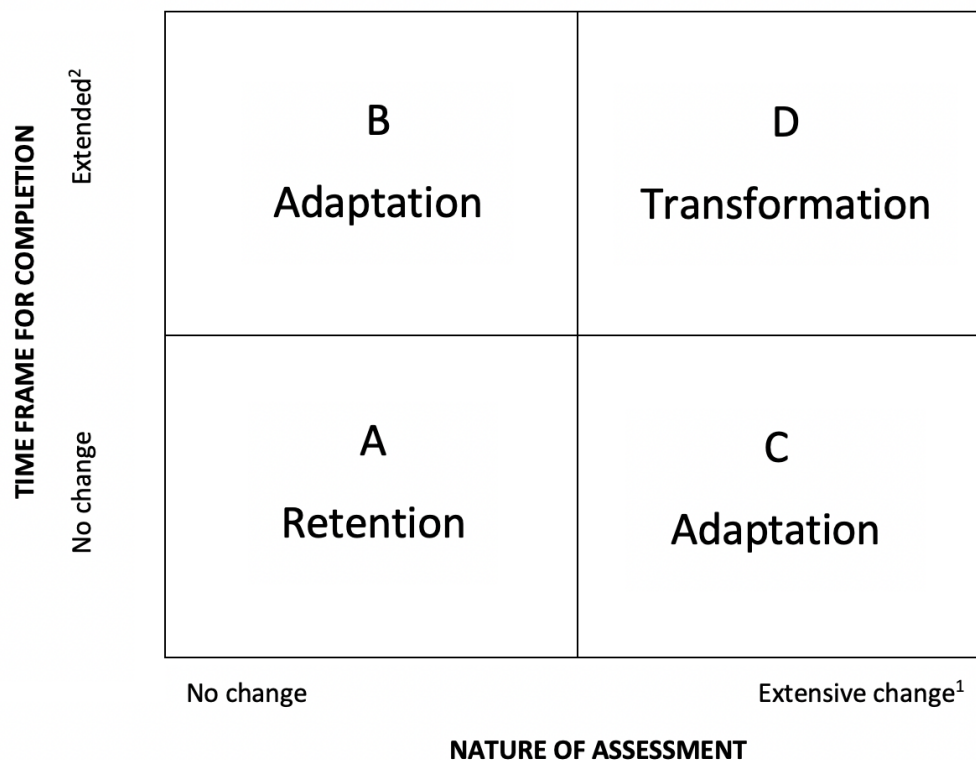 TIME FRAME FOR COMPLETION
Extended²
No change
B
Adaptation
D
Transformation
A
Retention
C
Adaptation
No change
Extensive change¹
NATURE OF ASSESSMENT